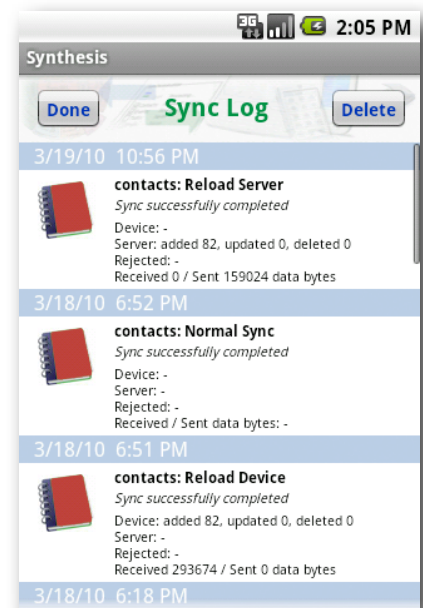 3G 2:05 PM
Synthesis
Done Sync Log Delete
3/19/10 10:56 PM
contacts: Reload Server
Sync successfully completed
Device: -
Server: added 82, updated 0, deleted 0
Rejected: -
Received 0 / Sent 159024 data bytes
3/18/10 6:52 PM
contacts: Normal Sync
Sync successfully completed
Device: -
Server: -
Rejected: -
Received / Sent data bytes: -
3/18/10 6:51 PM
contacts: Reload Device
Sync successfully completed
Device: added 82, updated 0, deleted 0
Server: -
Rejected: -
Received 293674 / Sent 0 data bytes
3/18/10 6:18 PM